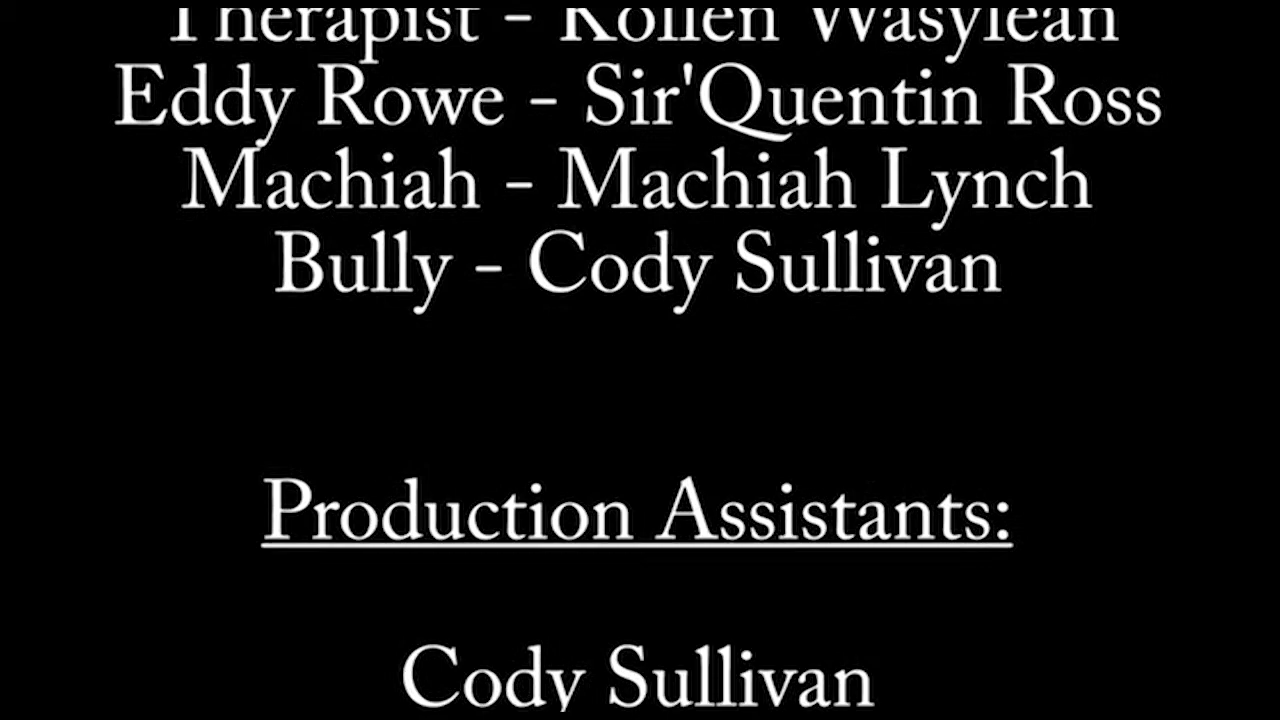 Therapist - Kollen Wasylean
Eddy Rowe - Sir'Quentin Ross
Machiah - Machiah Lynch
Bully - Cody Sullivan
Production Assistants:
Cody Sullivan